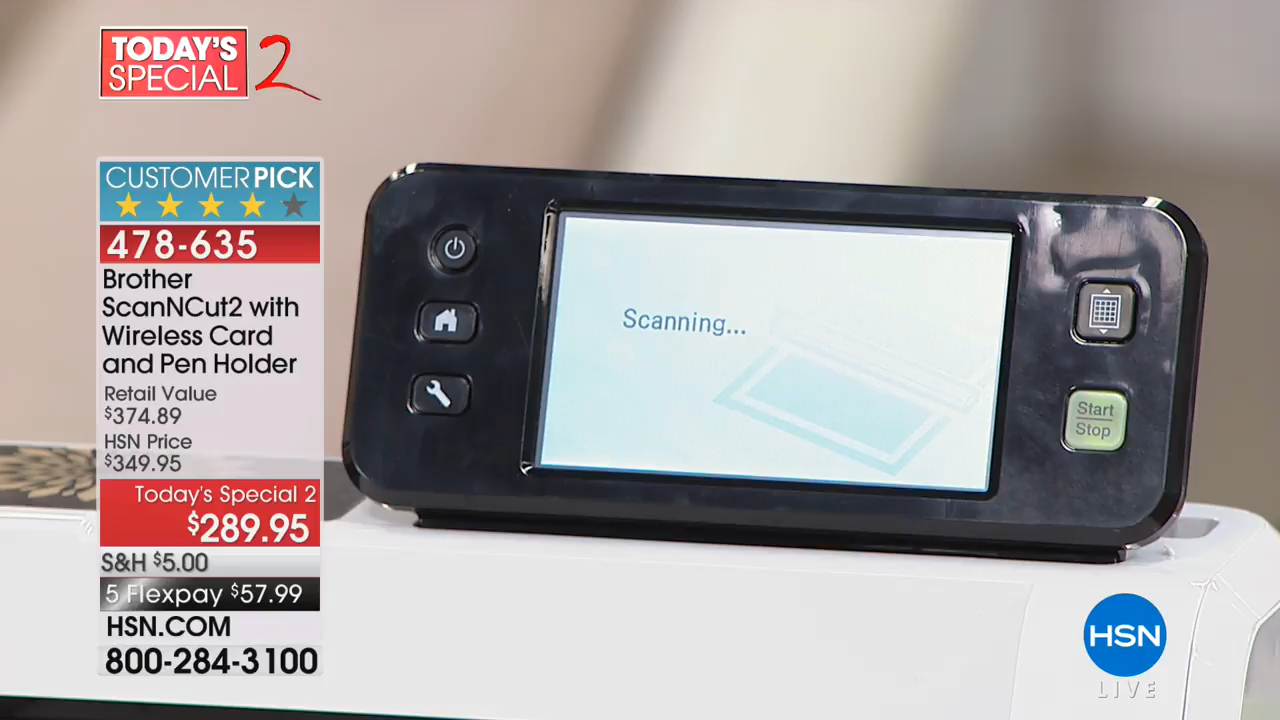 TODAY'S
SPECIAL 2
CUSTOMER PICK
478-635
Brother
ScanNCut2 with
Wireless Card
and Pen Holder
Retail Value
$374.89
HSN Price
$349.95
Today's Special 2
$289.95
S&H $5.00
5 Flexpay $57.99
HSN.COM
800-284-3100
Scanning...
Start
Stop
HSN
LIVE